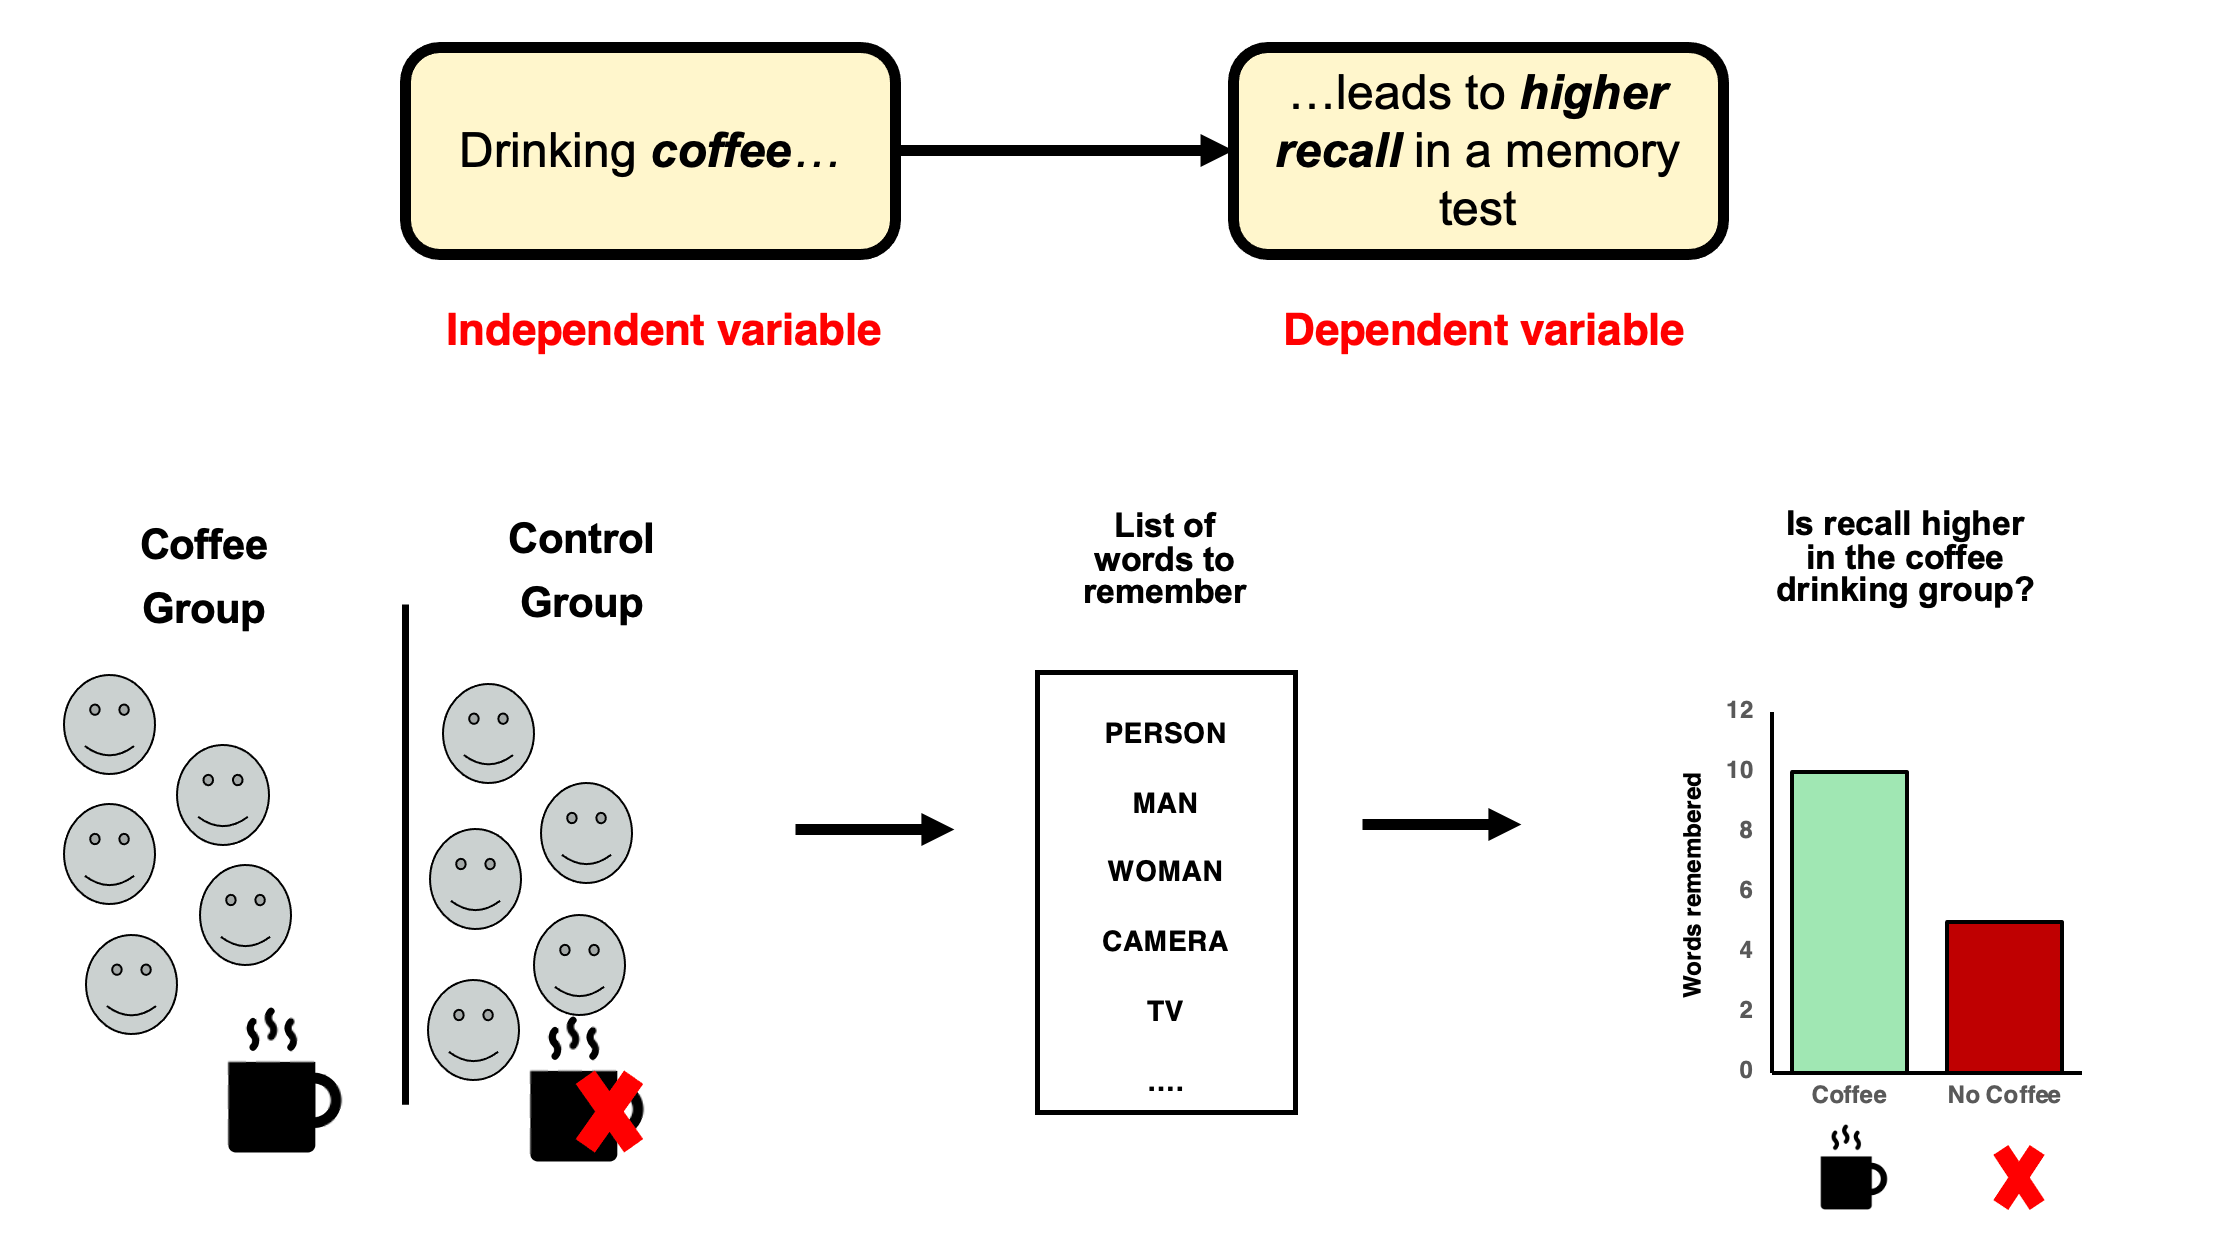 Drinking coffee…
…leads to higher
recall in a memory
test
Independent variable
Dependent variable
Coffee
Group
Control
Group
List of
words to
remember
PERSON
MAN
WOMAN
CAMERA
TV
....
Is recall higher
in the coffee
drinking group?
Words remembered
12
10
8
6
4
2
0
Coffee
No Coffee